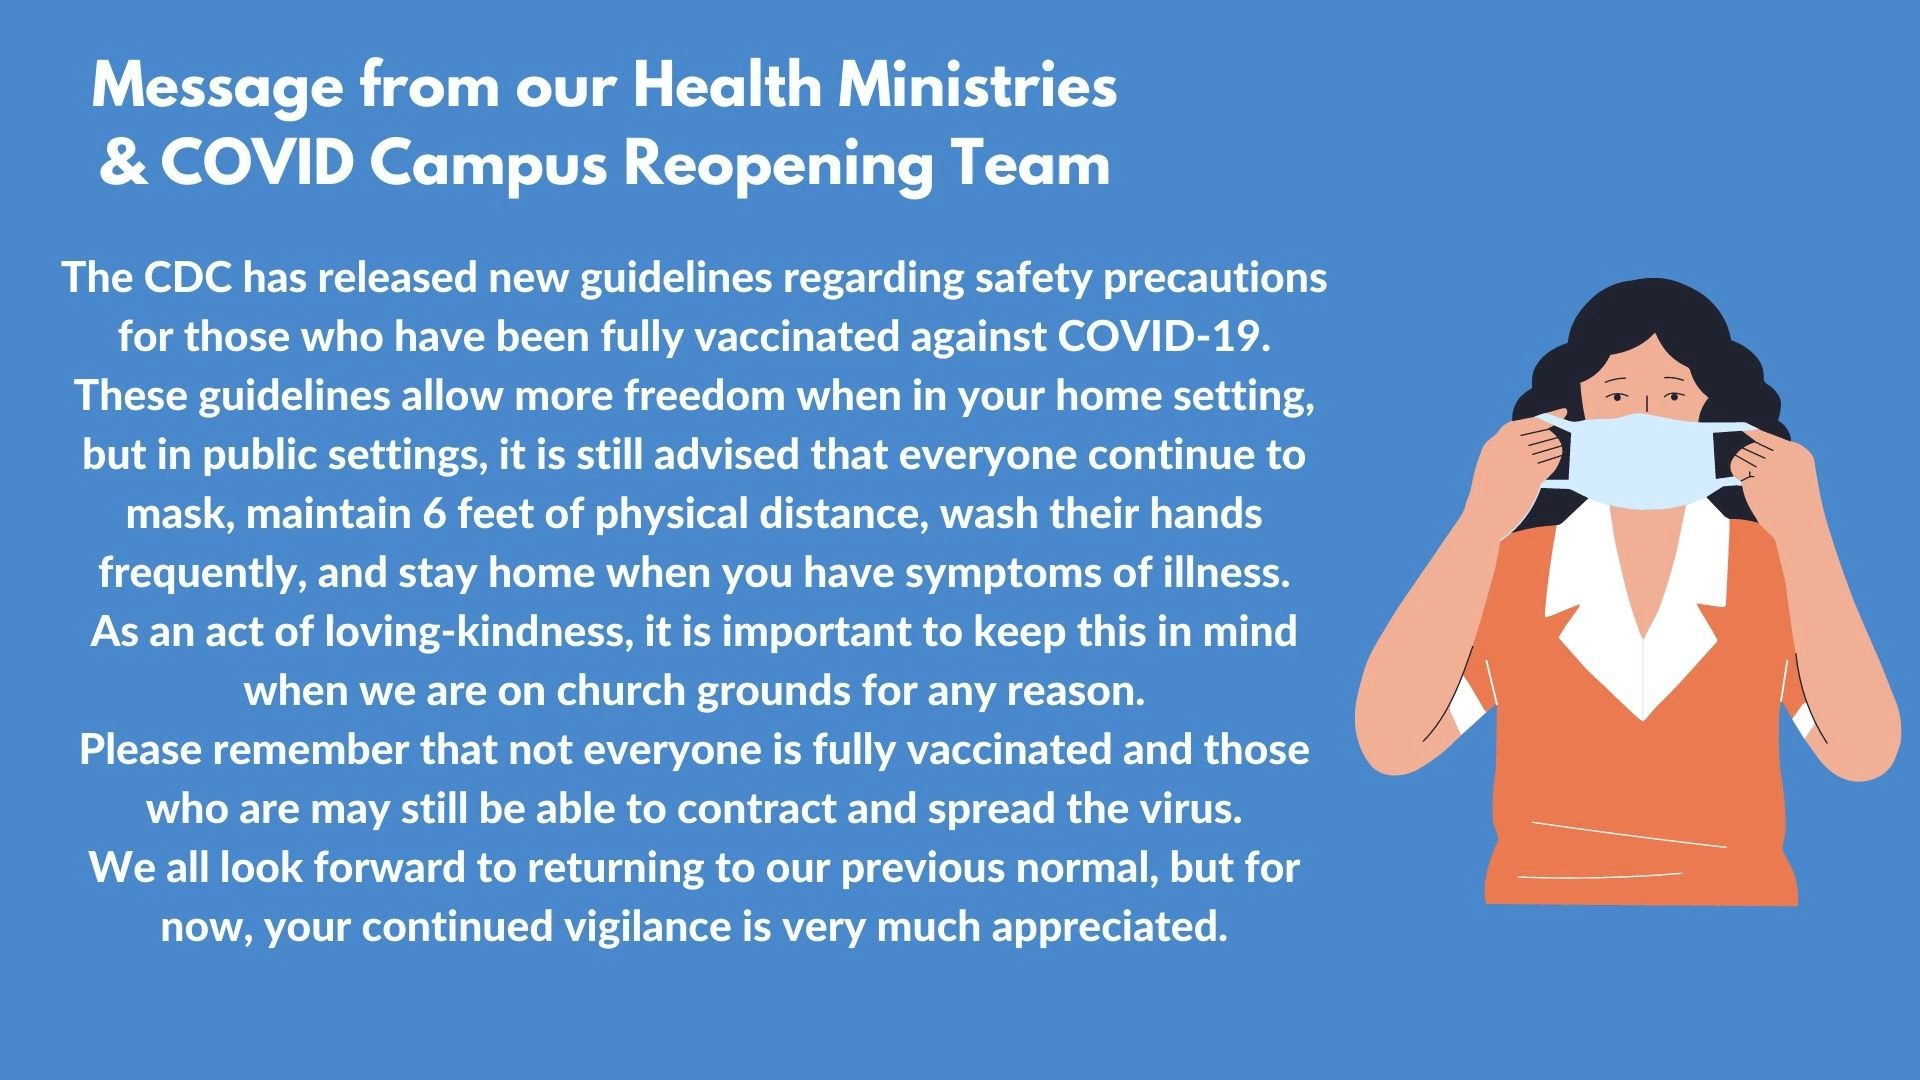 Message from our Health Ministries
& COVID Campus Reopening Team
The CDC has released new guidelines regarding safety precautions
for those who have been fully vaccinated against COVID-19.
These guidelines allow more freedom when in your home setting,
but in public settings, it is still advised that everyone continue to
mask, maintain 6 feet of physical distance, wash their hands
frequently, and stay home when you have symptoms of illness.
As an act of loving-kindness, it is important to keep this in mind
when we are on church grounds for any reason.
Please remember that not everyone is fully vaccinated and those
who are may still be able to contract and spread the virus.
We all look forward to returning to our previous normal, but for
now, your continued vigilance is very much appreciated.